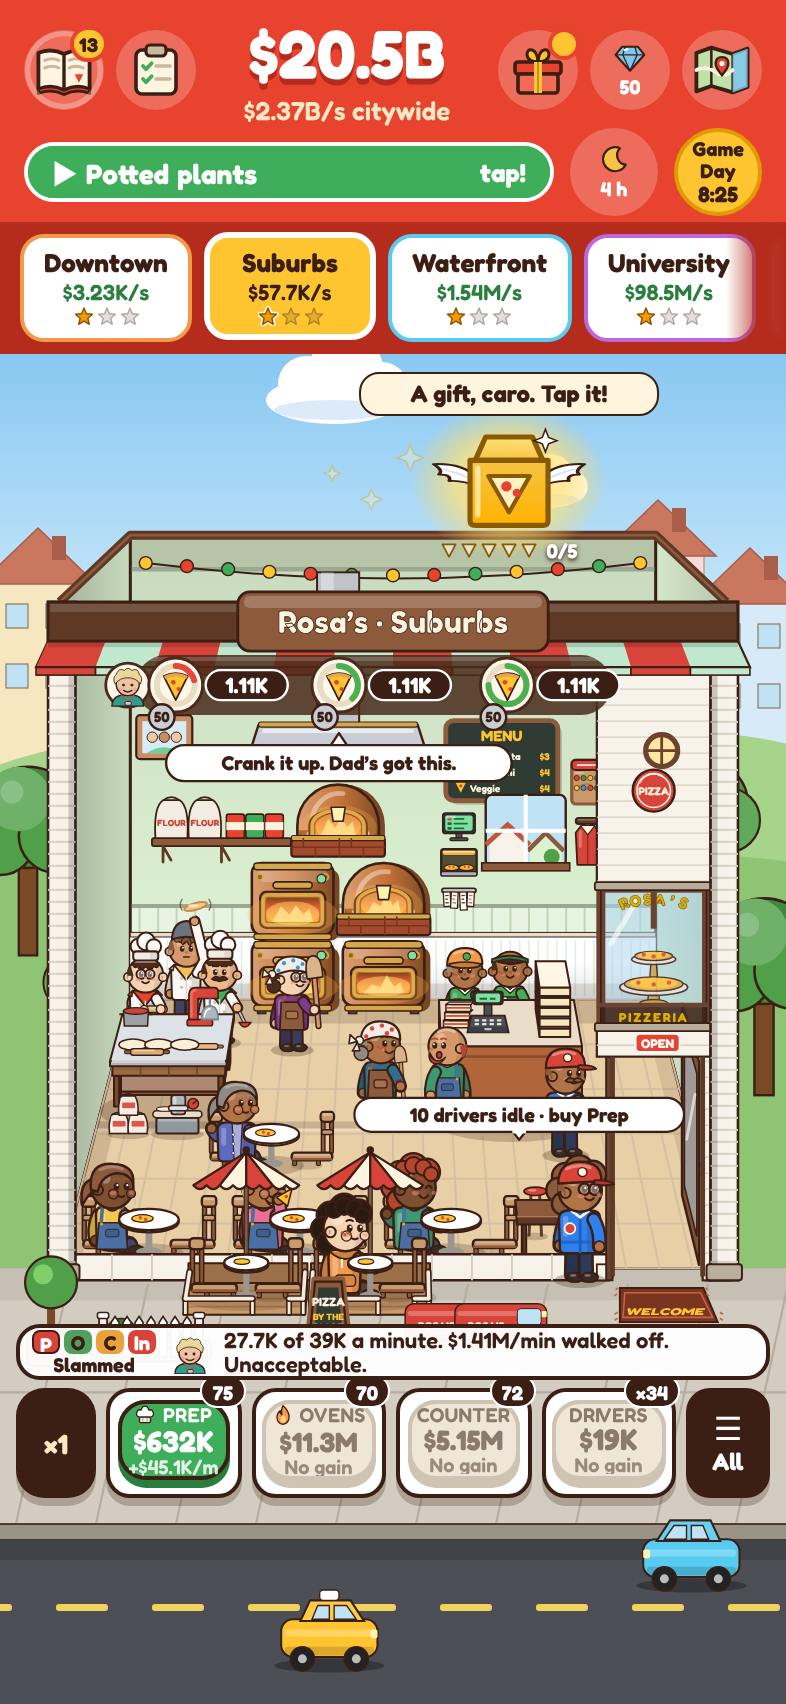 13
$20.5B
$2.37B/s citywide
50
Potted plants
tap!
4 h
Game
Day
8:25
Downtown
$3.23K/s
Suburbs
$57.7K/s
Waterfront
$1.54M/s
University
$98.5M/s
A gift, caro. Tap it!
0/5
Rosa's · Suburbs
1.11K
1.11K
1.11K
50
50
50
MENU
$3
$4
Veggie
$4
Crank it up. Dad's got this.
PIZZA
FLOUR
FLOUR
ROSA'S
PIZZERIA
OPEN
10 drivers idle · buy Prep
PIZZA
BY THE
WELCOME
P
O
C
In
Slammed
27.7K of 39K a minute. $1.41M/min walked off.
Unacceptable.
x1
75
PREP
$632K
+$45.1K/m
70
OVENS
$11.3M
No gain
72
COUNTER
$5.15M
No gain
x34
DRIVERS
$19K
No gain
All